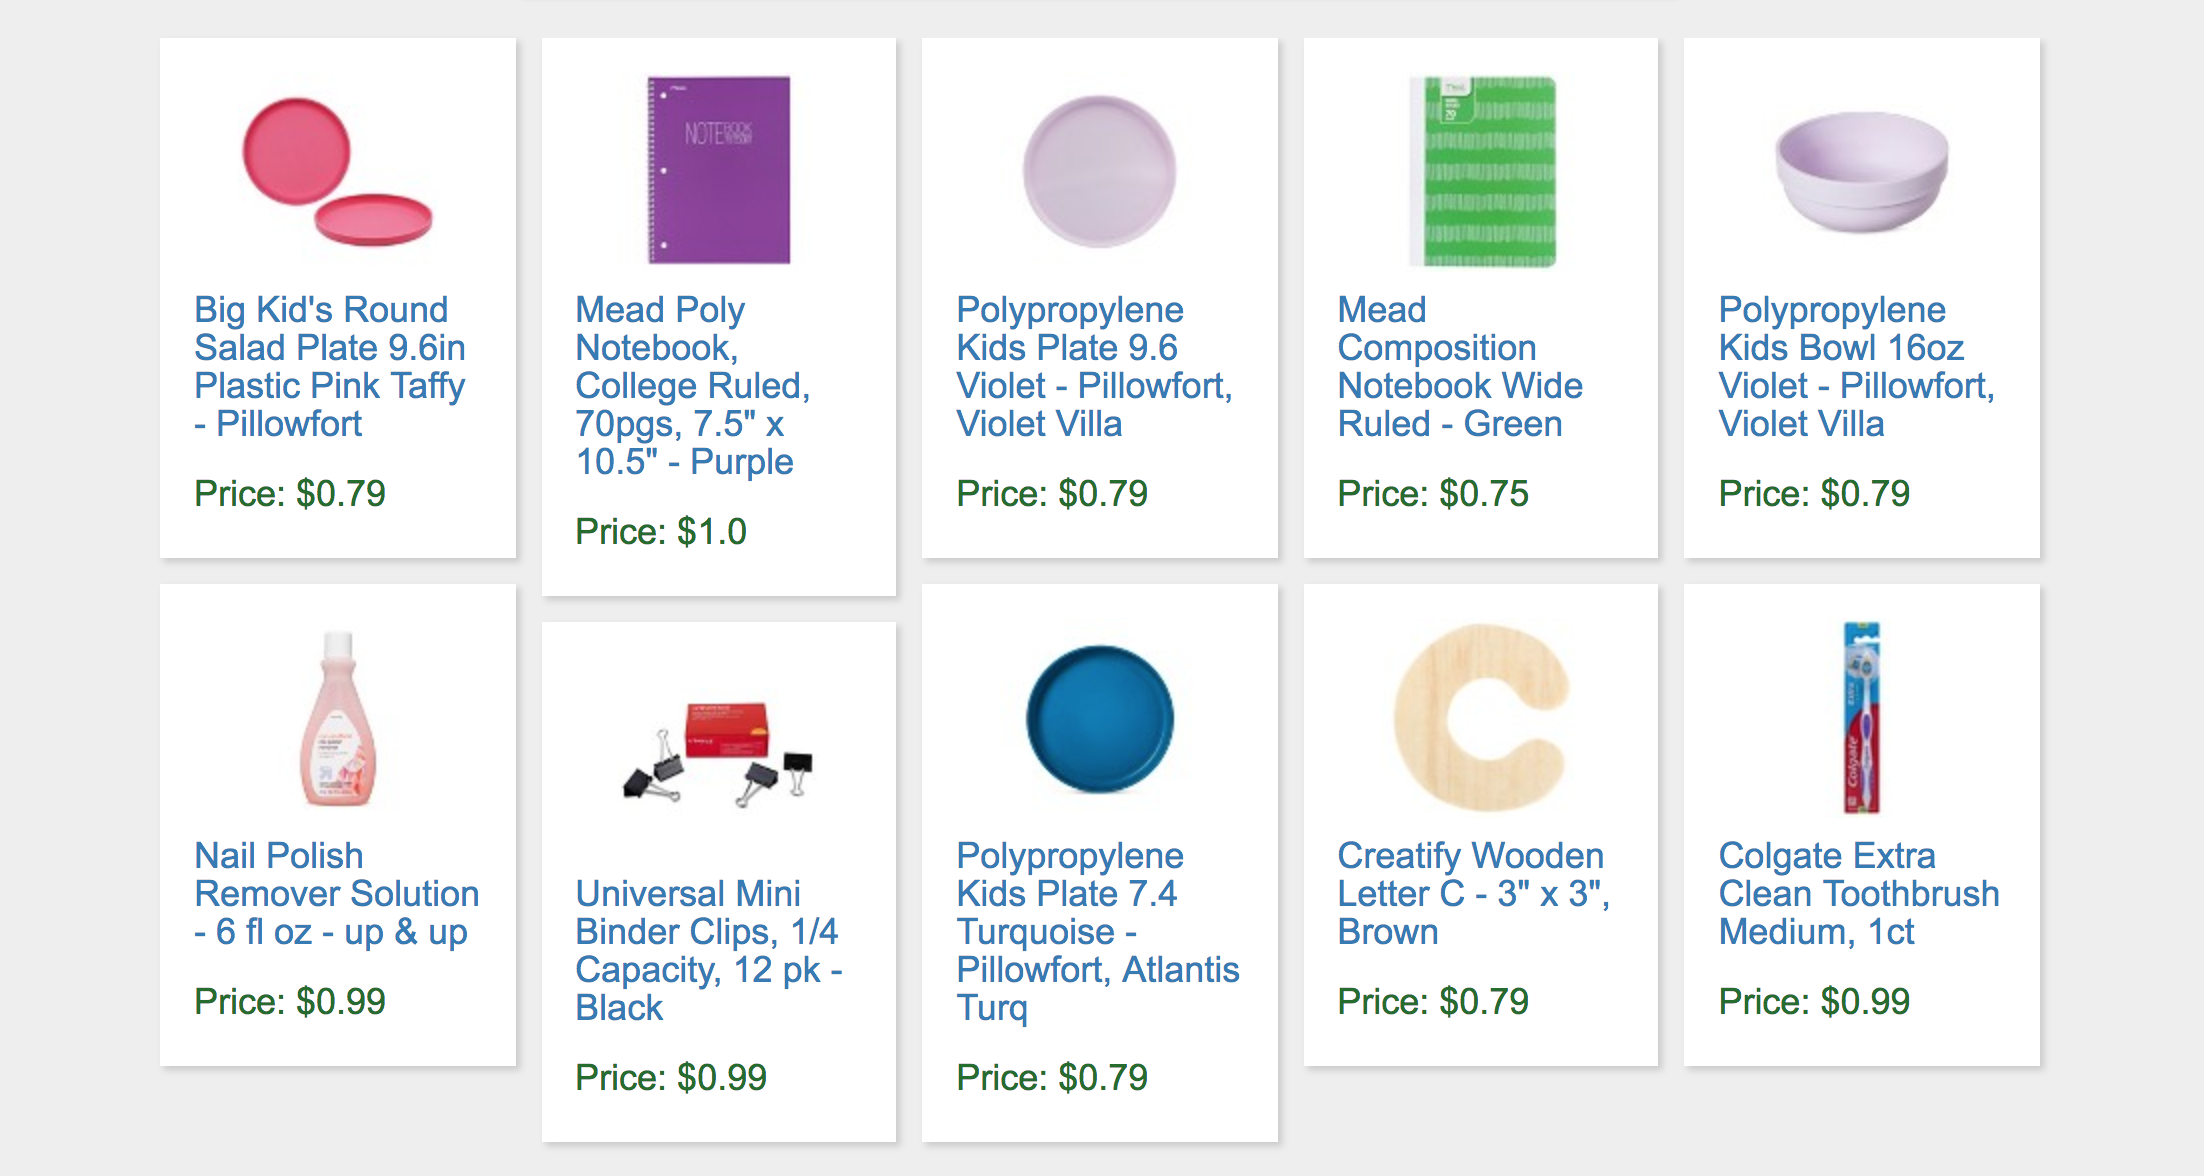 NOTEBOOK
Big Kid's Round
Salad Plate 9.6in
Plastic Pink Taffy
- Pillowfort
Price: $0.79
Mead Poly
Notebook,
College Ruled,
70pgs, 7.5" x
10.5" - Purple
Price: $1.0
Polypropylene
Kids Plate 9.6
Violet - Pillowfort,
Violet Villa
Price: $0.79
Mead
Composition
Notebook Wide
Ruled - Green
Price: $0.75
Polypropylene
Kids Bowl 16oz
Violet - Pillowfort,
Violet Villa
Price: $0.79
Nail Polish
Remover Solution
- 6 fl oz - up & up
Price: $0.99
Universal Mini
Binder Clips, 1/4
Capacity, 12 pk -
Black
Price: $0.99
Polypropylene
Kids Plate 7.4
Turquoise -
Pillowfort, Atlantis
Turq
Price: $0.79
Creatify Wooden
Letter C - 3" x 3",
Brown
Price: $0.79
Colgate
Colgate Extra
Clean Toothbrush
Medium, 1ct
Price: $0.99